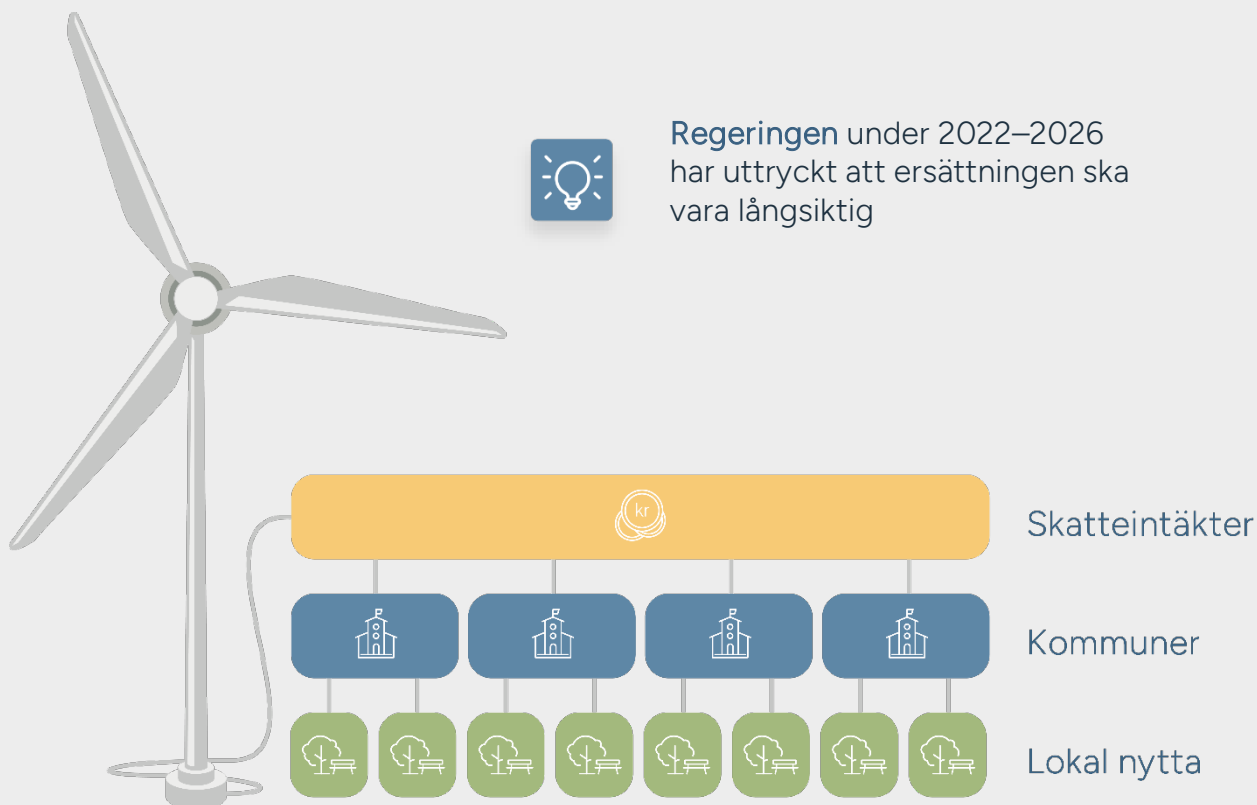 Regeringen under 2022–2026
har uttryckt att ersättningen ska
vara långsiktig
kr
Skatteintäkter
Kommuner
Lokal nytta